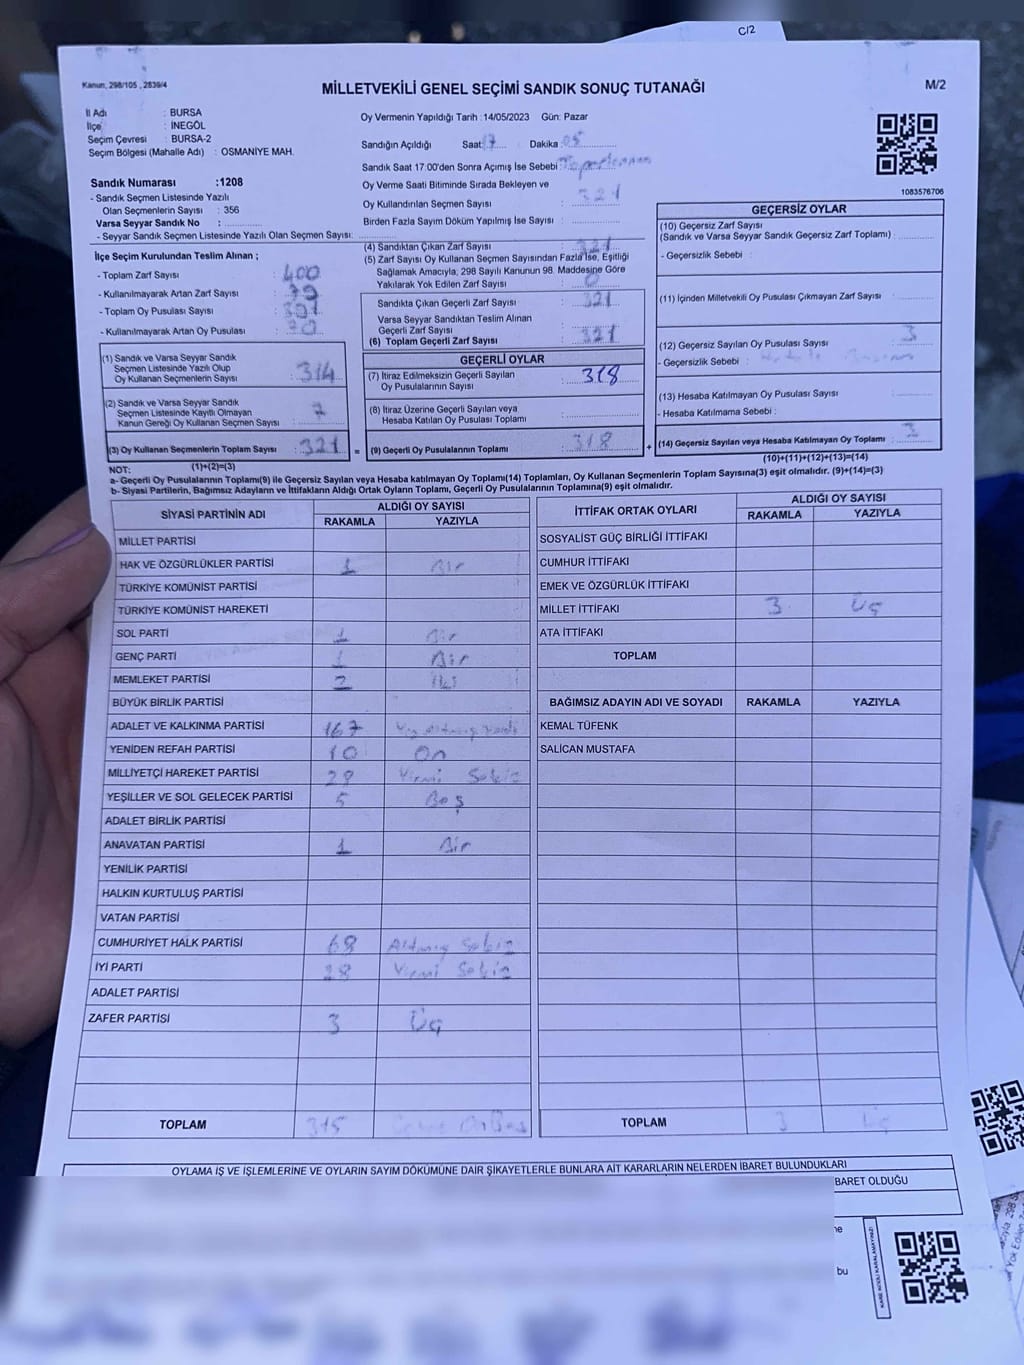 C/2
Kanun, 298/105 , 2839/4
MİLLETVEKİLİ GENEL SEÇİMİ SANDIK SONUÇ TUTANAĞI
M/2
İl Adı : BURSA
İlçe : İNEGÖL
Seçim Çevresi : BURSA-2
Seçim Bölgesi (Mahalle Adı) : OSMANİYE MAH.
Oy Vermenin Yapıldığı Tarih :14/05/2023 Gün: Pazar
Sandığın Açıldığı Saat: 17 Dakika: 05
Sandık Saat 17:00'den Sonra Açımış İse Sebebi
Oy Verme Saati Bitiminde Sırada Bekleyen ve
Oy Kullandırılan Seçmen Sayısı : 321
Birden Fazla Sayım Döküm Yapılmış İse Sayısı :
1083576706
Sandık Numarası :1208
- Sandık Seçmen Listesinde Yazılı
Olan Seçmenlerin Sayısı : 356
Varsa Seyyar Sandık No :
- Seyyar Sandık Seçmen Listesinde Yazılı Olan Seçmen Sayısı:
İlçe Seçim Kurulundan Teslim Alınan ;
- Toplam Zarf Sayısı : 400
- Kullanılmayarak Artan Zarf Sayısı : 79
- Toplam Oy Pusulası Sayısı :
- Kullanılmayarak Artan Oy Pusulası : 70
(1) Sandık ve Varsa Seyyar Sandık
Seçmen Listesinde Yazılı Olup
Oy Kullanan Seçmenlerin Sayısı : 314
(2) Sandık ve Varsa Seyyar Sandık
Seçmen Listesinde Kayıtlı Olmayan
Kanun Gereği Oy Kullanan Seçmen Sayısı : 7
(3) Oy Kullanan Seçmenlerin Toplam Sayısı : 321 =
(1)+(2)=(3)
(4) Sandıktan Çıkan Zarf Sayısı : 321
(5) Zarf Sayısı Oy Kullanan Seçmen Sayısından Fazla İse, Eşitliği
Sağlamak Amacıyla, 298 Sayılı Kanunun 98. Maddesine Göre
Yakılarak Yok Edilen Zarf Sayısı : 0
Sandıkta Çıkan Geçerli Zarf Sayısı : 321
Varsa Seyyar Sandıktan Teslim Alınan
Geçerli Zarf Sayısı
(6) Toplam Geçerli Zarf Sayısı : 321
GEÇERLİ OYLAR
(7) İtiraz Edilmeksizin Geçerli Sayılan
Oy Pusulalarının Sayısı : 318
(8) İtiraz Üzerine Geçerli Sayılan veya
Hesaba Katılan Oy Pusulası Toplamı
(9) Geçerli Oy Pusulalarının Toplamı : 318 +
GEÇERSİZ OYLAR
(10) Geçersiz Zarf Sayısı
(Sandık ve Varsa Seyyar Sandık Geçersiz Zarf Toplamı) :
- Geçersizlik Sebebi :
(11) İçinden Milletvekili Oy Pusulası Çıkmayan Zarf Sayısı :
(12) Geçersiz Sayılan Oy Pusulası Sayısı : 3
- Geçersizlik Sebebi :
(13) Hesaba Katılmayan Oy Pusulası Sayısı :
- Hesaba Katılmama Sebebi :
(14) Geçersiz Sayılan veya Hesaba Katılmayan Oy Toplamı : 3
(10)+(11)+(12)+(13)=(14)
NOT:
a- Geçerli Oy Pusulasının Toplamı(9) ile Geçersiz Sayılan veya Hesaba Katılmayan Oy Toplamı(14) Toplamları, Oy Kullanan Seçmenlerin Toplam Sayısına(3) eşit olmalıdır. (9)+(14)=(3)
b- Siyasi Partilerin, Bağımsız Adayların ve İttifakların Aldığı Ortak Oyların Toplamı, Geçerli Oy Pusulalarının Toplamına(9) eşit olmalıdır.
SİYASİ PARTİNİN ADI ALDIĞI OY SAYISI
RAKAMLA YAZIYLA
MİLLET PARTİSİ
HAK VE ÖZGÜRLÜKLER PARTİSİ 1 Bir
TÜRKİYE KOMÜNİST PARTİSİ
TÜRKİYE KOMÜNİST HAREKETİ
SOL PARTİ 1 Bir
GENÇ PARTİ 1 Bir
MEMLEKET PARTİSİ 2 İki
BÜYÜK BİRLİK PARTİSİ
ADALET VE KALKINMA PARTİSİ 167 Yüz Altmış Yedi
YENİDEN REFAH PARTİSİ 10 On
MİLLİYETÇİ HAREKET PARTİSİ 28 Yirmi Sekiz
YEŞİLLER VE SOL GELECEK PARTİSİ 5 Beş
ADALET BİRLİK PARTİSİ
ANAVATAN PARTİSİ 1 Bir
YENİLİK PARTİSİ
HALKIN KURTULUŞ PARTİSİ
VATAN PARTİSİ
CUMHURİYET HALK PARTİSİ 68 Altmış Sekiz
İYİ PARTİ 28 Yirmi Sekiz
ADALET PARTİSİ
ZAFER PARTİSİ 3 Üç
TOPLAM 315
İTTİFAK ORTAK OYLARI ALDIĞI OY SAYISI
RAKAMLA YAZIYLA
SOSYALİST GÜÇ BİRLİĞİ İTTİFAKI
CUMHUR İTTİFAKI
EMEK VE ÖZGÜRLÜK İTTİFAKI
MİLLET İTTİFAKI 3 Üç
ATA İTTİFAKI
TOPLAM
BAĞIMSIZ ADAYIN ADI VE SOYADI RAKAMLA YAZIYLA
KEMAL TÜFENK
SALİCAN MUSTAFA
TOPLAM 3 Üç
OYLAMA İŞ VE İŞLEMLERİNE VE OYLARIN SAYIM DÖKÜMÜNE DAİR ŞİKAYETLERLE BUNLARA AİT KARARLARIN NELERDEN İBARET BULUNDUKLARI
BARET OLDUĞU
ne
bu
KARE KODU KARALAMAYINIZ!